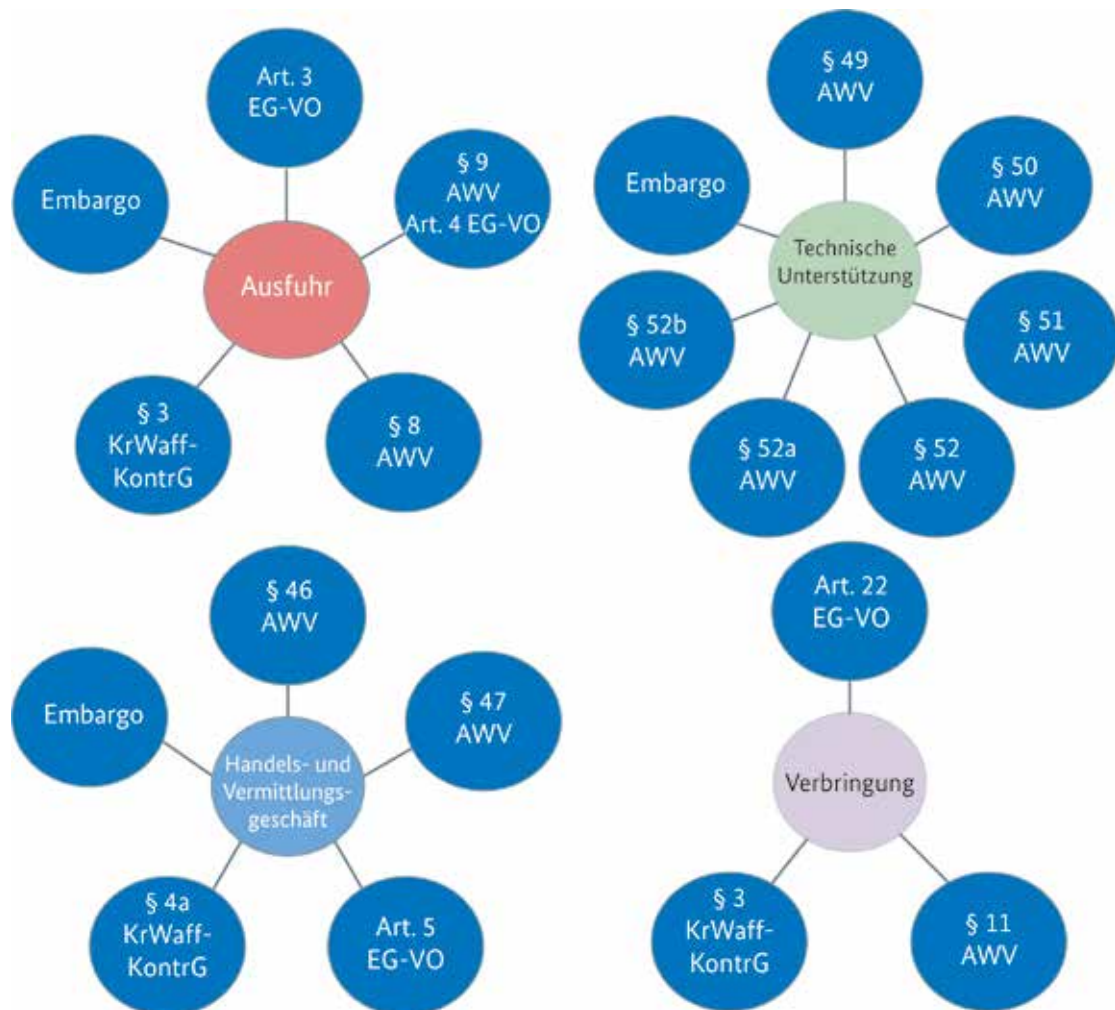 Art. 3
EG-VO
Embargo
§ 9
AWV
Art. 4 EG-VO
Ausfuhr
§ 3
KrWaff-
KontrG
§ 8
AWV
§ 49
AWV
Embargo
§ 50
AWV
Technische
Unterstützung
§ 52b
AWV
§ 51
AWV
§ 52a
AWV
§ 52
AWV
§ 46
AWV
Embargo
§ 47
AWV
Handels- und
Vermittlungs-
geschäft
§ 4a
KrWaff-
KontrG
Art. 5
EG-VO
Art. 22
EG-VO
Verbringung
§ 3
KrWaff-
KontrG
§ 11
AWV